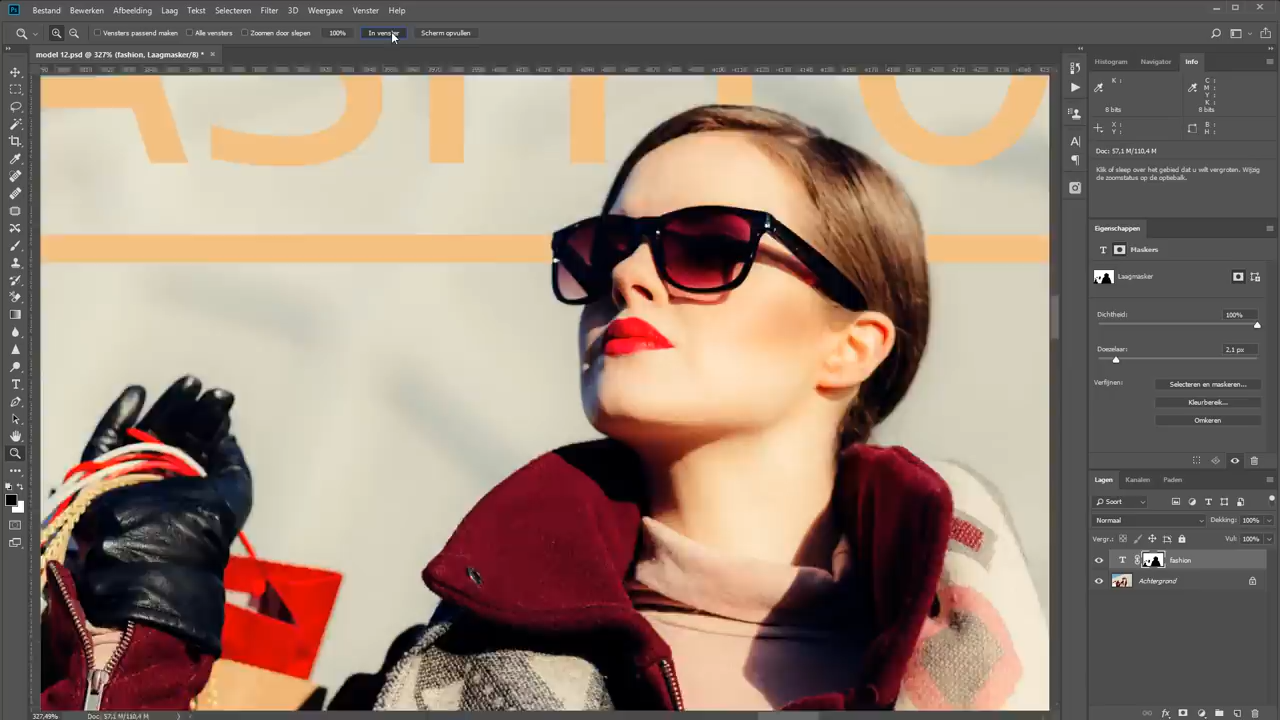 Ps Bestand Bewerken Afbeelding Laag Tekst Selecteren Filter 3D Weergave Venster Help
Vensters passend maken Alle vensters Zoomen door slepen 100% In venster Scherm opvullen
model 12.psd @ 327% (fashion, Laagmasker/8) *
Histogram Navigator Info
K : C :
M :
Y :
K :
8 bits 8 bits
X : B :
Y : H :
Doc: 57,1 M/110,4 M
Klik of sleep over het gebied dat u wilt vergroten. Wijzig
de zoomstatus op de optiebalk.
Eigenschappen
T Maskers
Laagmasker
Dichtheid: 100%
Doezelaar: 2,1 px
Verfijnen: Selecteren en maskeren...
Kleurbereik...
Omkeren
Lagen Kanalen Paden
Soort
Normaal Dekking: 100%
Vergr.: Vul: 100%
T fashion
Achtergrond
327,49% Doc: 57,1 M/110,4 M
ASHIO